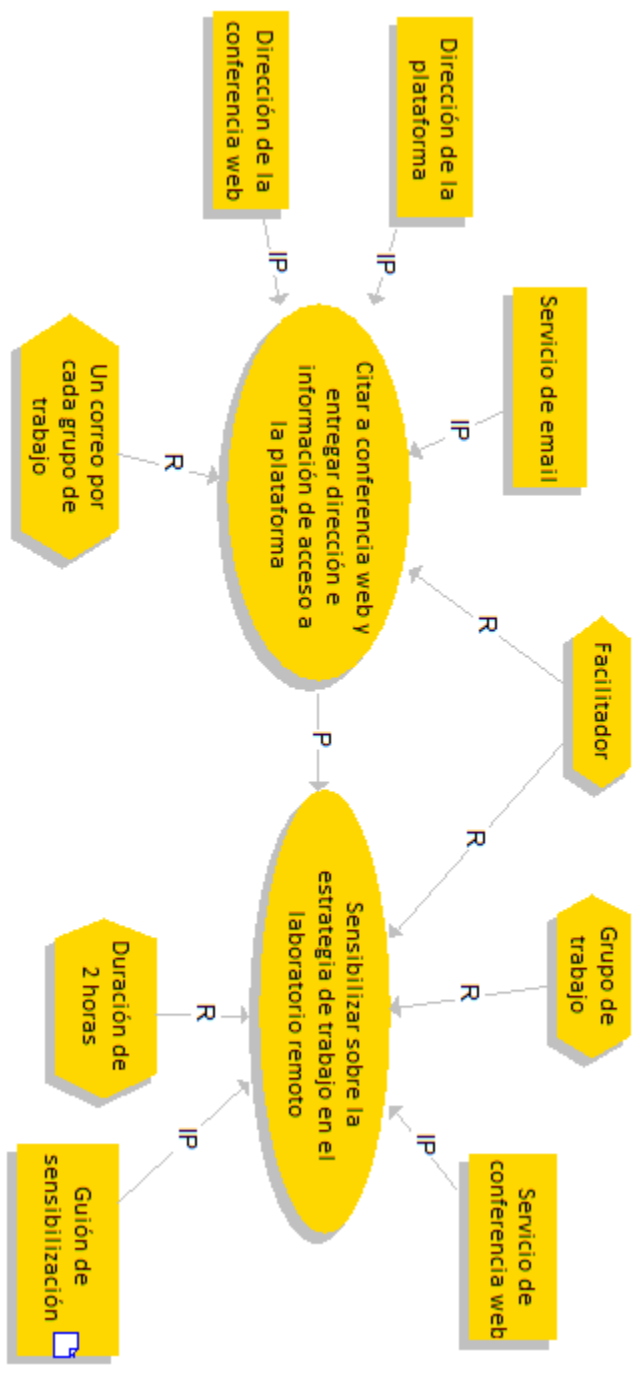 Dirección de la
plataforma
Dirección de la
conferencia web
IP
IP
Servicio de email
IP
Facilitador
R
R
Grupo de
trabajo
R
Servicio de
conferencia web
IP
Citar a conferencia web y
entregar dirección e
información de acceso a
la plataforma
P
Sensibilizar sobre la
estrategia de trabajo en el
laboratorio remoto
Un correo por
cada grupo de
trabajo
R
Duración de
2 horas
R
Guión de
sensibilización
IP